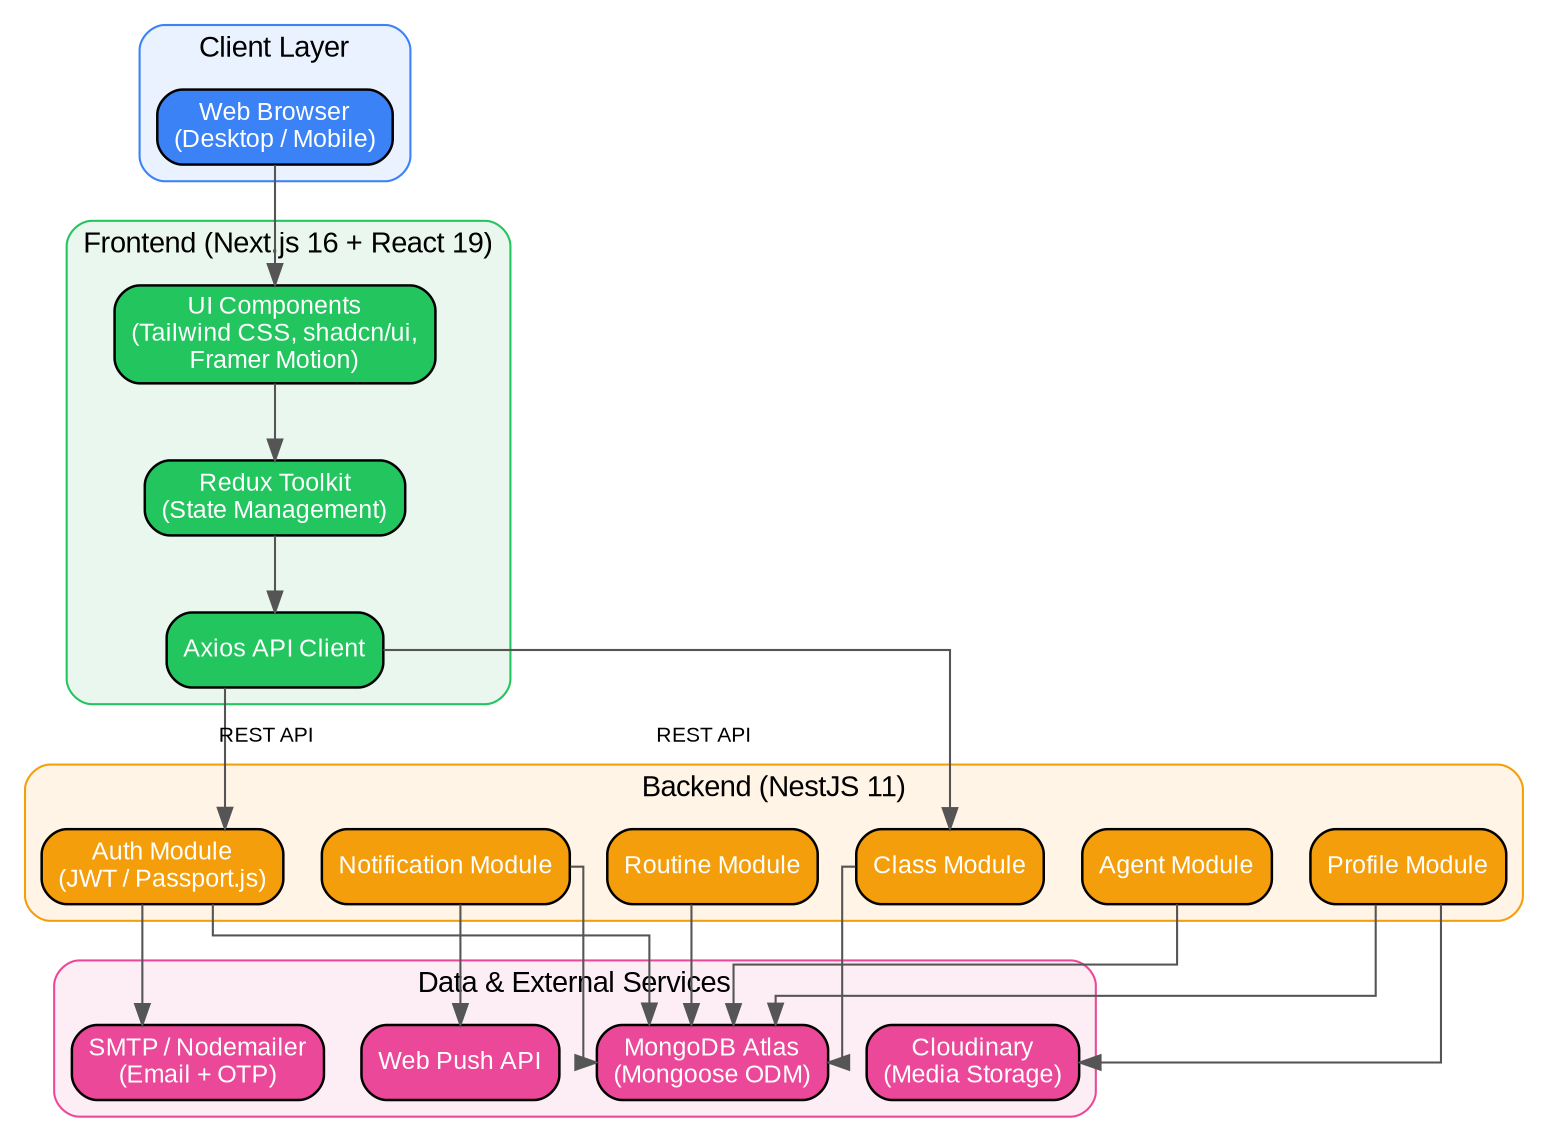 Client Layer
Web Browser
(Desktop / Mobile)
Frontend (Next.js 16 + React 19)
UI Components
(Tailwind CSS, shadcn/ui,
Framer Motion)
Redux Toolkit
(State Management)
Axios API Client
REST API
REST API
Backend (NestJS 11)
Auth Module
(JWT / Passport.js)
Notification Module
Routine Module
Class Module
Agent Module
Profile Module
Data & External Services
SMTP / Nodemailer
(Email + OTP)
Web Push API
MongoDB Atlas
(Mongoose ODM)
Cloudinary
(Media Storage)